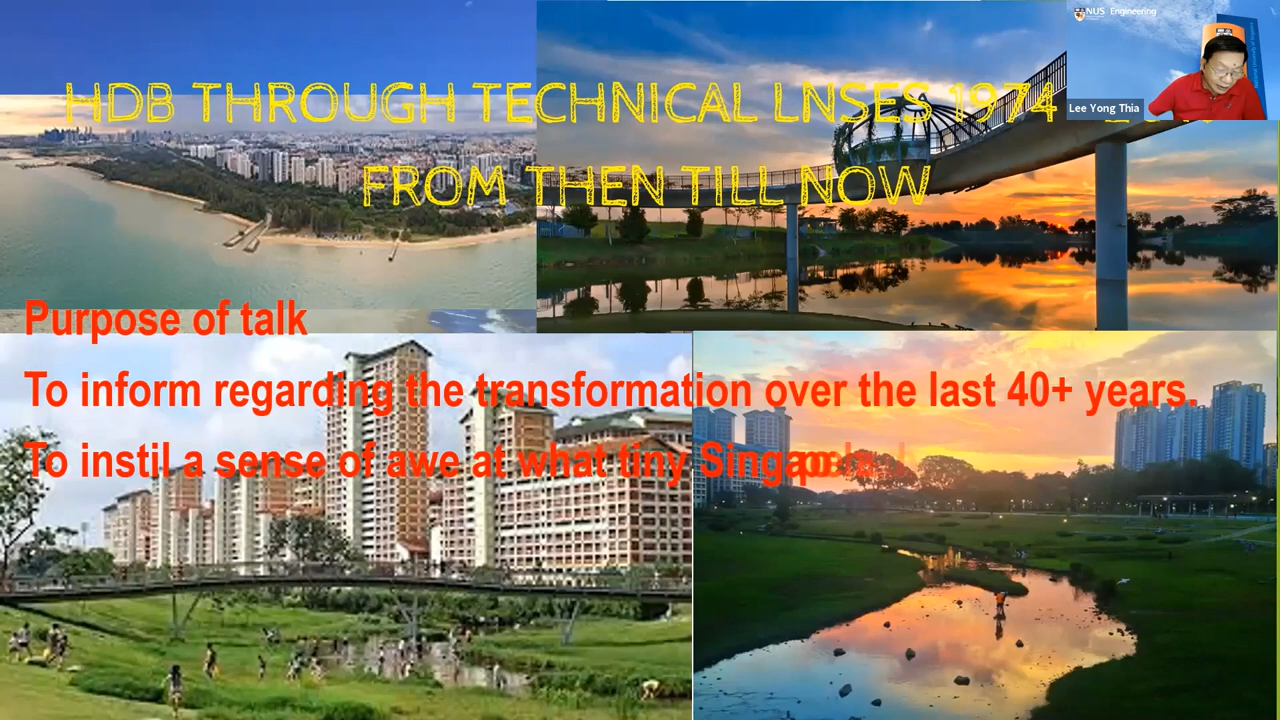 NUS Engineering
HDB THROUGH TECHNICAL LNSES 1974
Lee Yong Thia
FROM THEN TILL NOW
Purpose of talk
To inform regarding the transformation over the last 40+ years.
To instil a sense of awe at what tiny